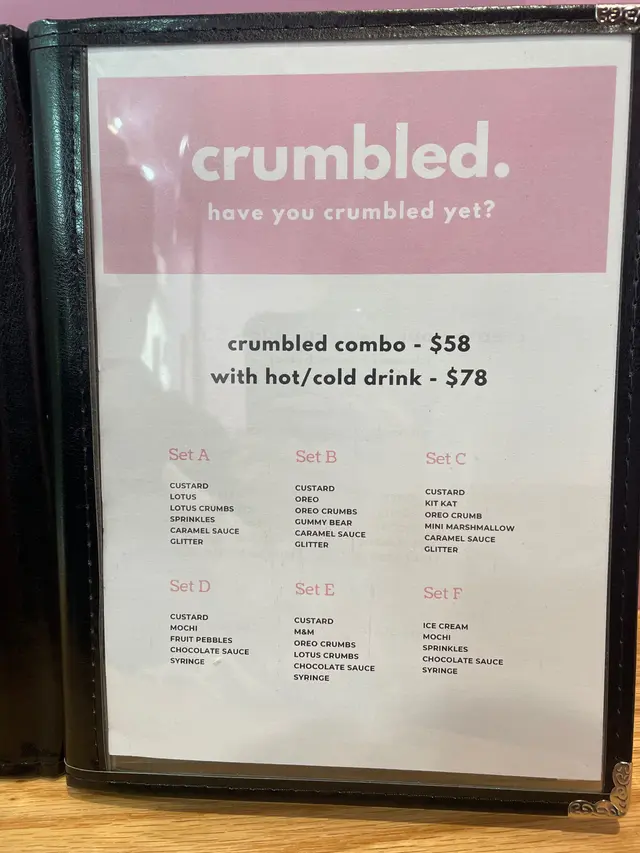 crumbled.
have you crumbled yet?
crumbled combo - $58
with hot/cold drink - $78
Set A
CUSTARD
LOTUS
LOTUS CRUMBS
SPRINKLES
CARAMEL SAUCE
GLITTER
Set B
CUSTARD
OREO
OREO CRUMBS
GUMMY BEAR
CARAMEL SAUCE
GLITTER
Set C
CUSTARD
KIT KAT
OREO CRUMB
MINI MARSHMALLOW
CARAMEL SAUCE
GLITTER
Set D
CUSTARD
MOCHI
FRUIT PEBBLES
CHOCOLATE SAUCE
SYRINGE
Set E
CUSTARD
M&M
OREO CRUMBS
LOTUS CRUMBS
CHOCOLATE SAUCE
SYRINGE
Set F
ICE CREAM
MOCHI
SPRINKLES
CHOCOLATE SAUCE
SYRINGE